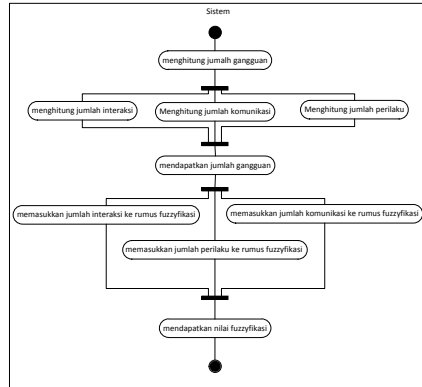 Sistem
menghitung jumalh gangguan
menghitung jumlah interaksi
Menghitung jumlah komunikasi
Menghitung jumlah perilaku
mendapatkan jumlah gangguan
memasukkan jumlah interaksi ke rumus fuzzyfikasi
memasukkan jumlah komunikasi ke rumus fuzzyfikasi
memasukkan jumlah perilaku ke rumus fuzzyfikasi
mendapatkan nilai fuzzyfikasi